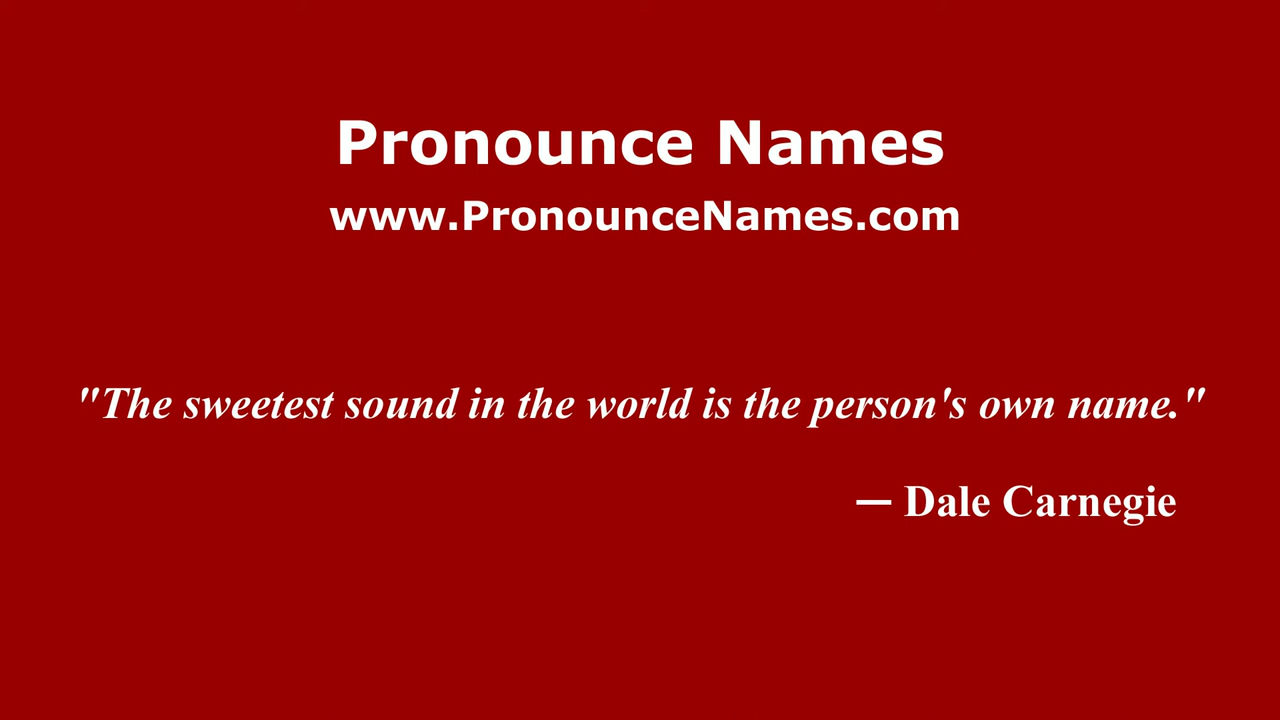 Pronounce Names
www.PronounceNames.com
"The sweetest sound in the world is the person's own name."
— Dale Carnegie